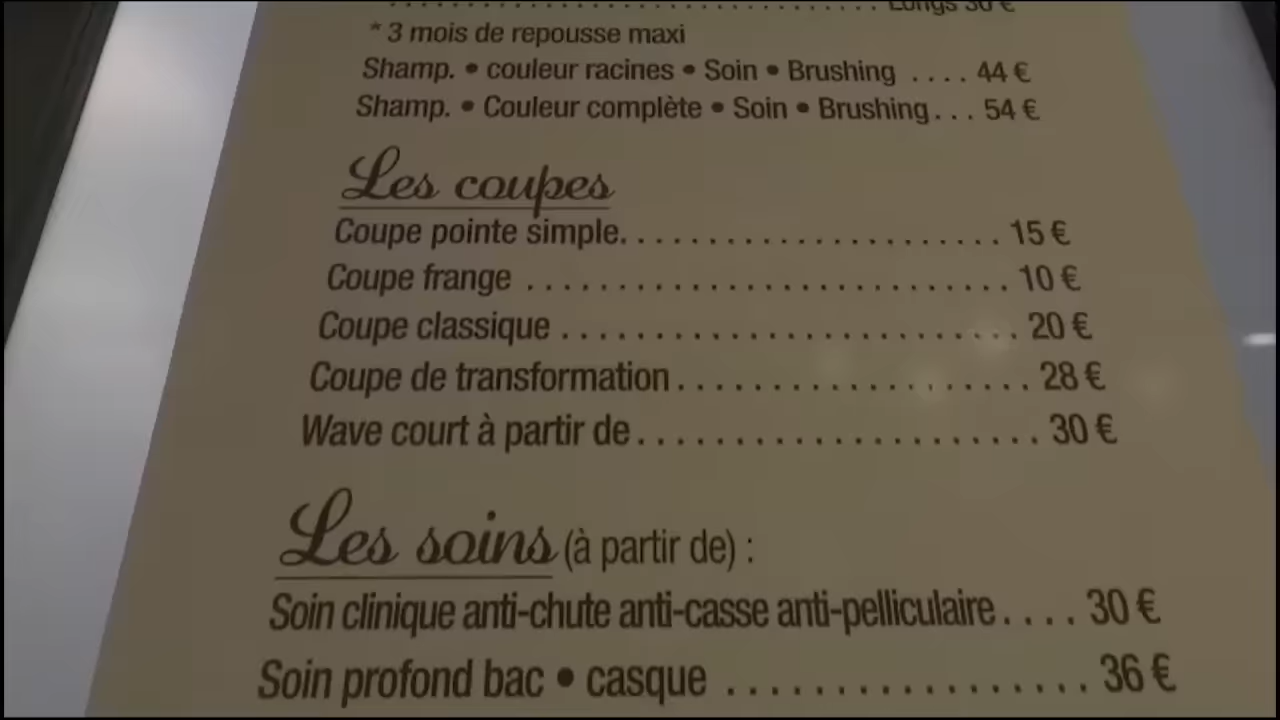 Longs 30 €
* 3 mois de repousse maxi
Shamp. • couleur racines • Soin • Brushing .... 44 €
Shamp. • Couleur complète • Soin • Brushing... 54 €
Les coupes
Coupe pointe simple...................... 15 €
Coupe frange ............................ 10 €
Coupe classique ........................ 20 €
Coupe de transformation.................. 28 €
Wave court à partir de..................... 30 €
Les soins (à partir de) :
Soin clinique anti-chute anti-casse anti-pelliculaire.... 30 €
Soin profond bac • casque ................. 36 €